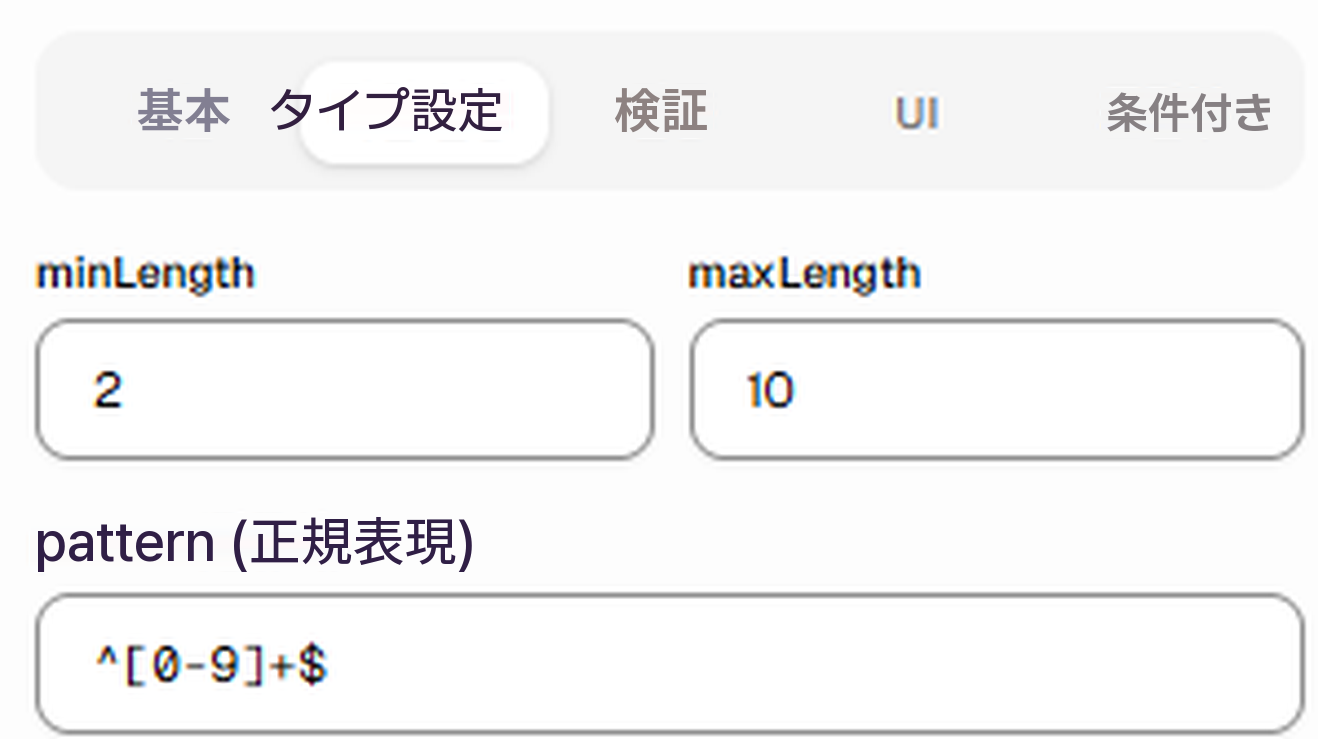 基本 タイプ設定 検証 UI 条件付き
minLength maxLength
2 10
pattern (正規表現)
^[0-9]+$